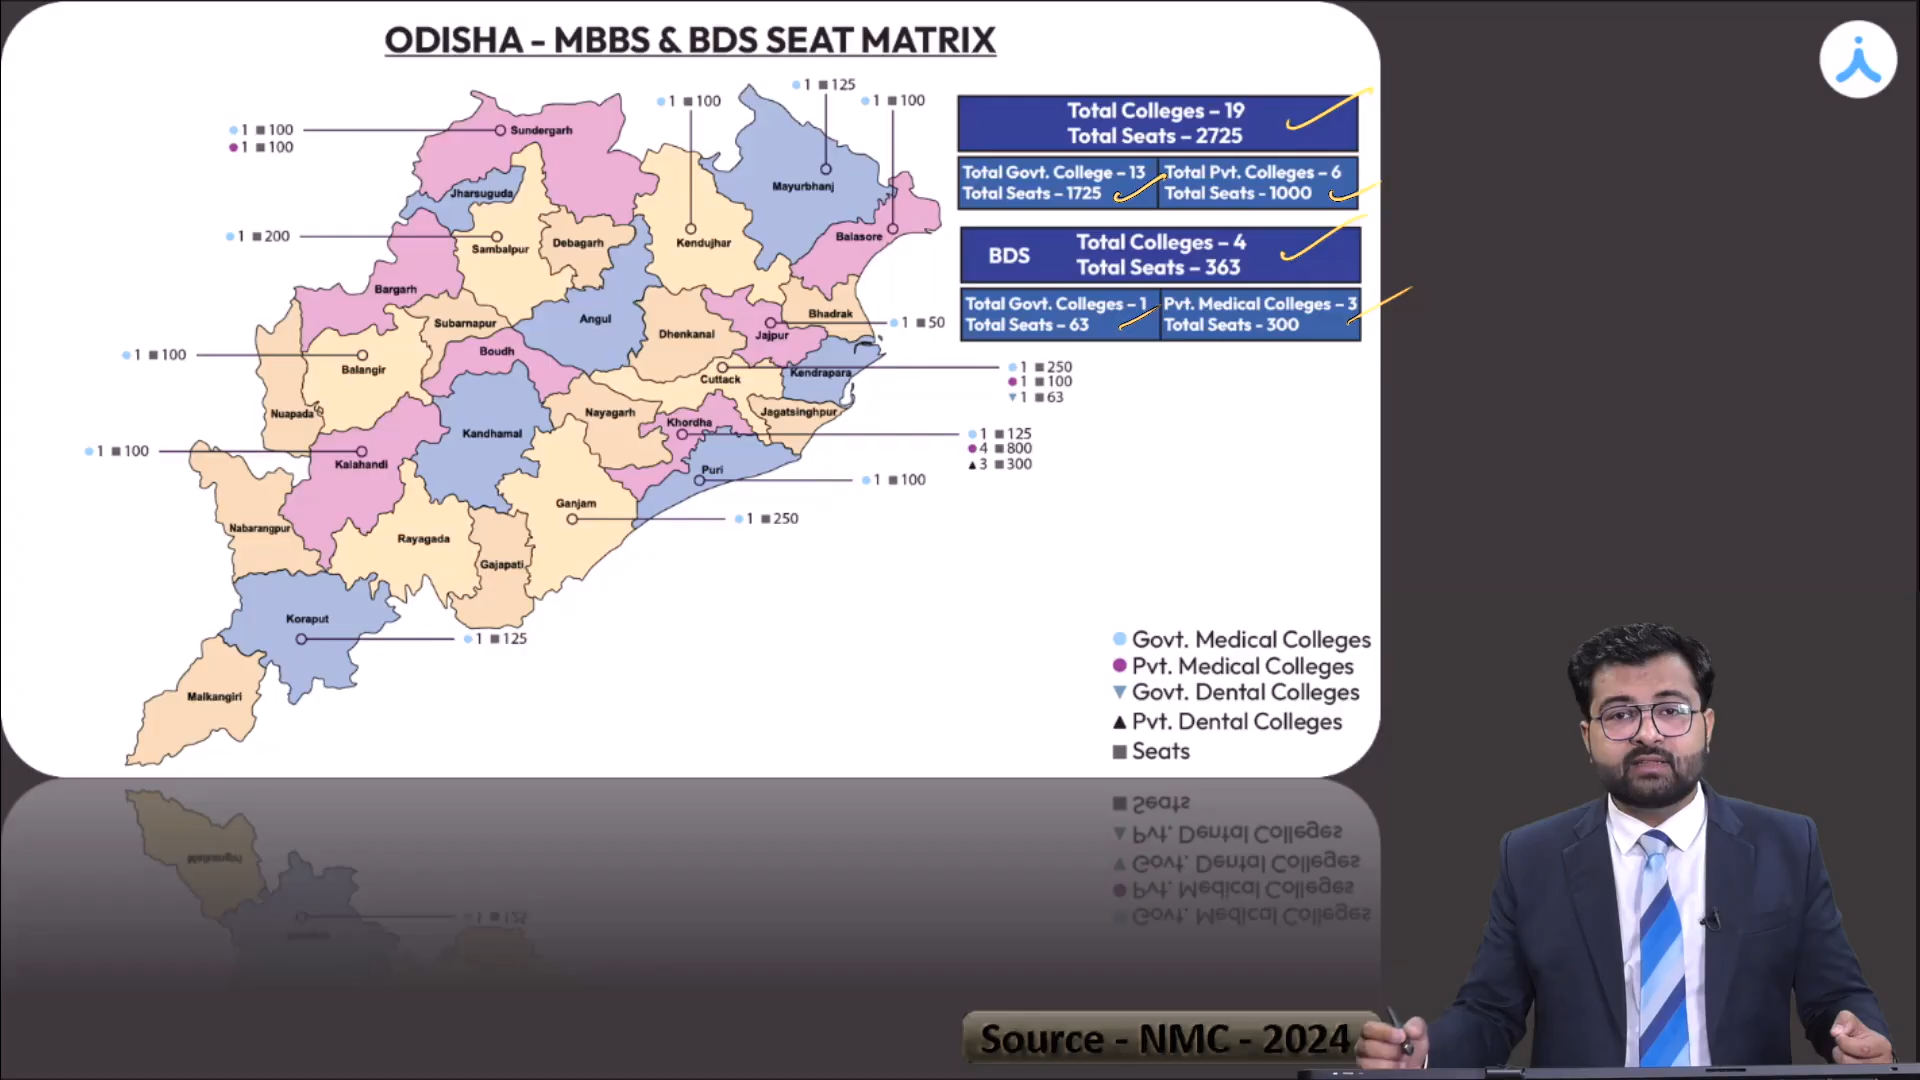 ODISHA - MBBS & BDS SEAT MATRIX
1 125
1 100
1 100
1 100
1 100
Sundergarh
Total Colleges – 19
Total Seats – 2725
Total Govt. College – 13
Total Seats – 1725
Total Pvt. Colleges – 6
Total Seats - 1000
Jharsuguda
Mayurbhanj
1 200
Sambalpur
Debagarh
Kendujhar
Balasore
BDS
Total Colleges – 4
Total Seats – 363
Total Govt. Colleges – 1
Total Seats – 63
Pvt. Medical Colleges – 3
Total Seats - 300
Bargarh
Subarnapur
Angul
Dhenkanal
Bhadrak
Jajpur
1 50
1 100
Balangir
Boudh
Cuttack
Kendrapara
1 250
1 100
1 63
Nuapada
Nayagarh
Jagatsinghpur
Kandhamal
Khordha
1 125
4 800
3 300
1 100
Kalahandi
Puri
1 100
Ganjam
1 250
Nabarangpur
Rayagada
Gajapati
Koraput
1 125
Malkangiri
Govt. Medical Colleges
Pvt. Medical Colleges
Govt. Dental Colleges
Pvt. Dental Colleges
Seats
Source - NMC - 2024